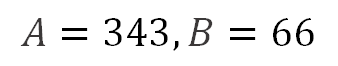 A = 343, B = 66